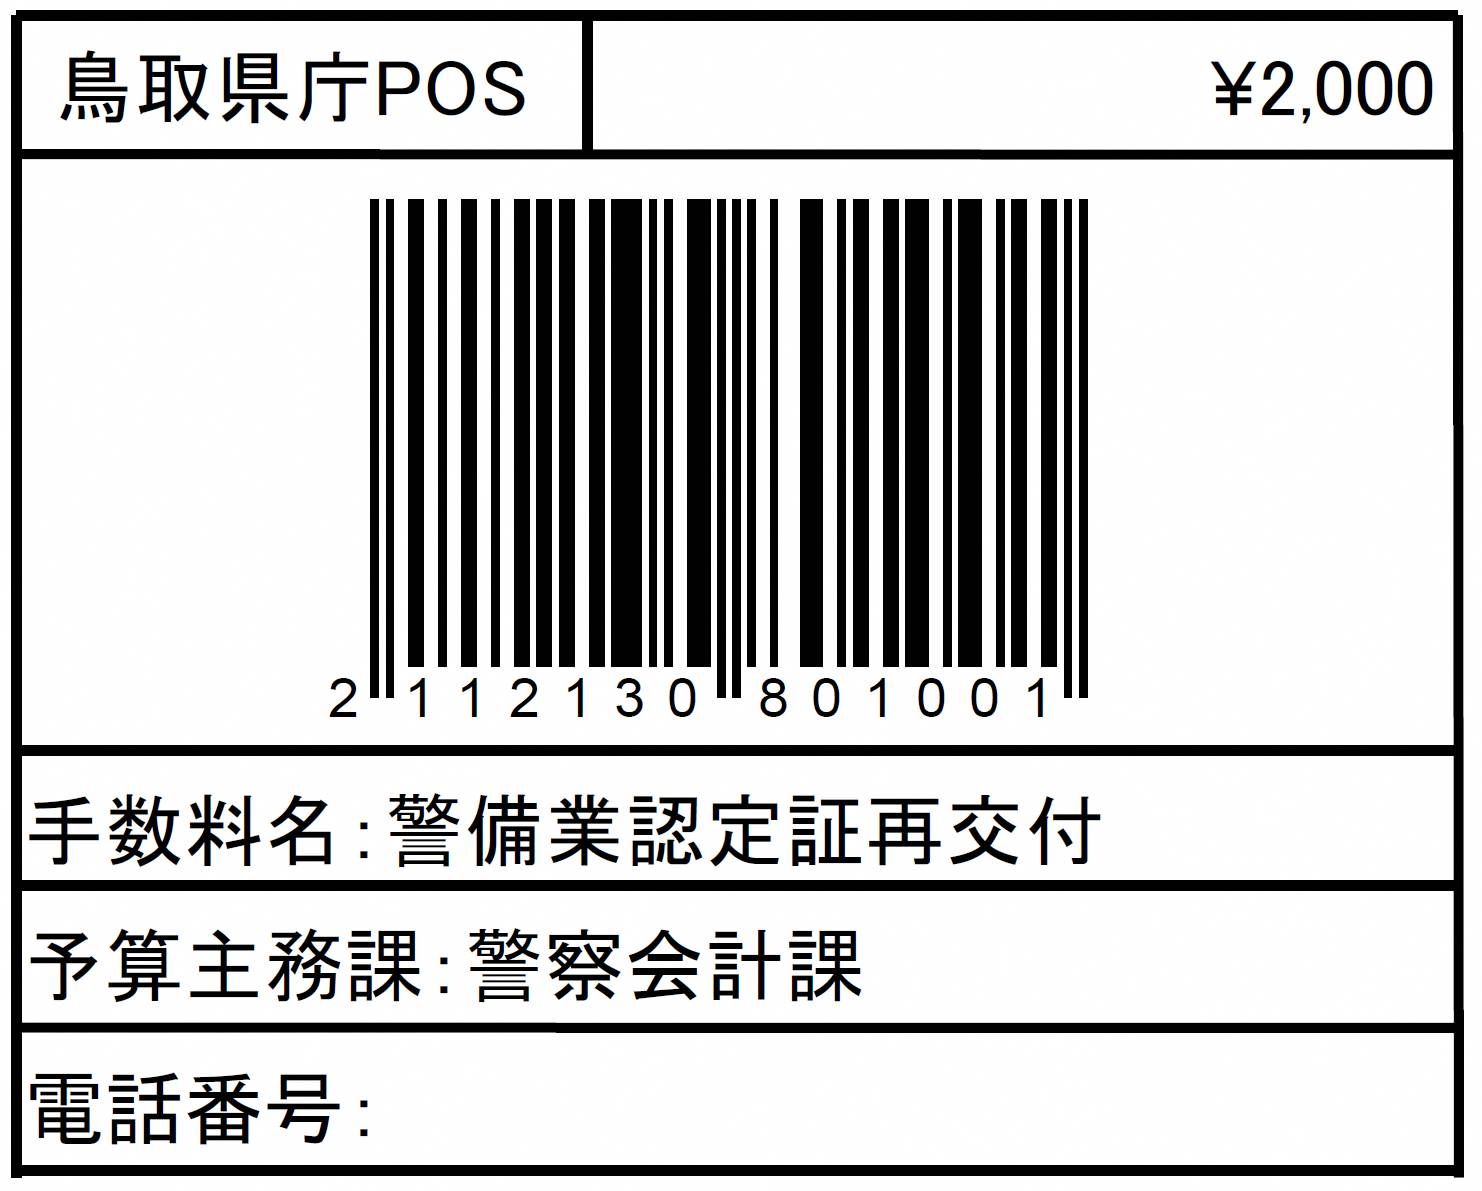 鳥取県庁POS
¥2,000
2 112130 801001
手数料名:警備業認定証再交付
予算主務課:警察会計課
電話番号: